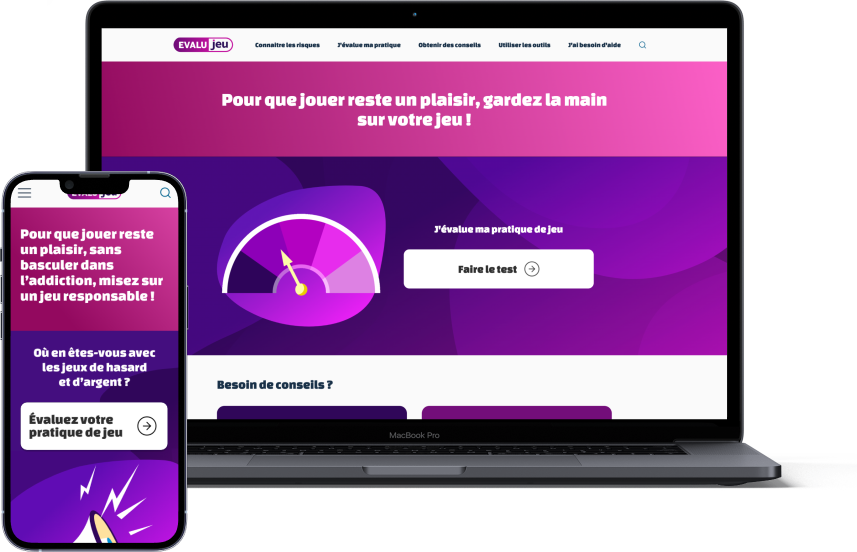 EVALU jeu
Connaître les risques
J'évalue ma pratique
Obtenir des conseils
Utiliser les outils
J'ai besoin d'aide
Pour que jouer reste un plaisir, gardez la main
sur votre jeu !
J'évalue ma pratique de jeu
Faire le test
Besoin de conseils ?
MacBook Pro
EVALU jeu
Pour que jouer reste
un plaisir, sans
basculer dans
l'addiction, misez sur
un jeu responsable !
Où en êtes-vous avec
les jeux de hasard
et d'argent ?
Évaluez votre
pratique de jeu